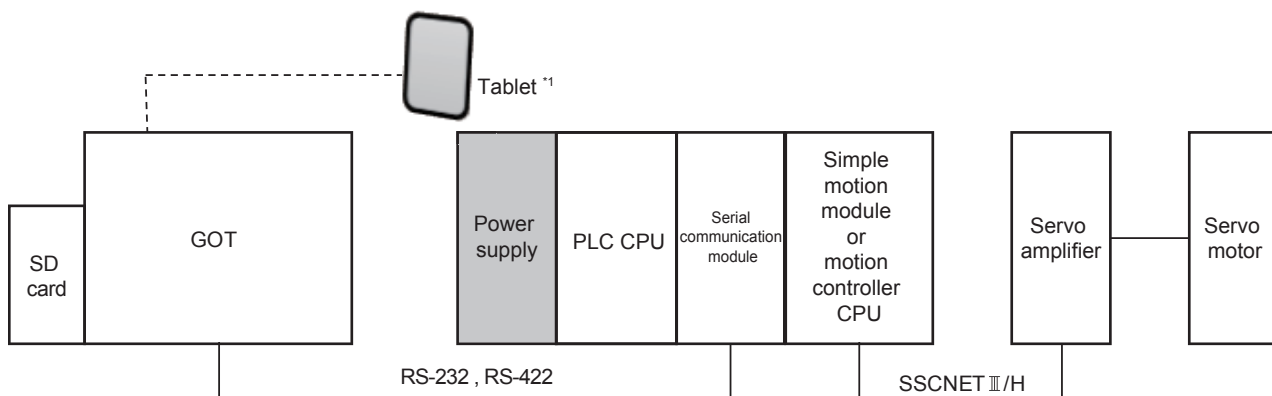 Tablet *1
SD
card
GOT
Power
supply
PLC CPU
Serial
communication
module
Simple
motion
module
or
motion
controller
CPU
Servo
amplifier
Servo
motor
RS-232 , RS-422
SSCNETⅢ/H